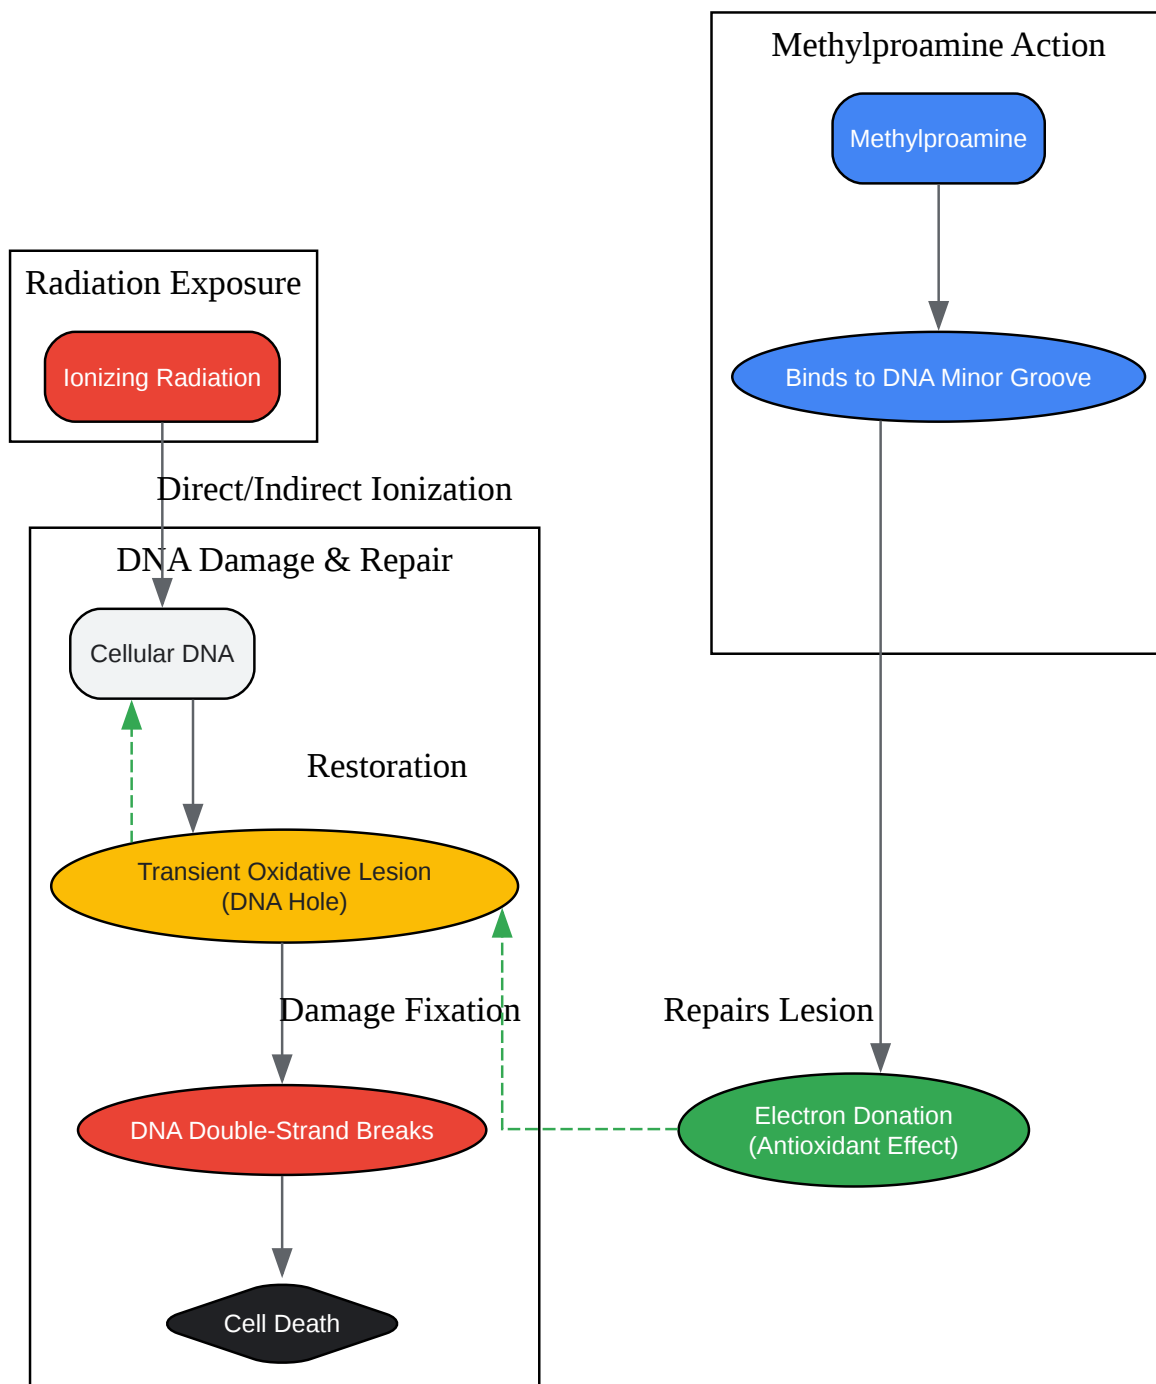 Methylproamine Action
Methylproamine
Radiation Exposure
Ionizing Radiation
Binds to DNA Minor Groove
Direct/Indirect Ionization
DNA Damage & Repair
Cellular DNA
Restoration
Transient Oxidative Lesion
(DNA Hole)
Damage Fixation
Repairs Lesion
DNA Double-Strand Breaks
Electron Donation
(Antioxidant Effect)
Cell Death